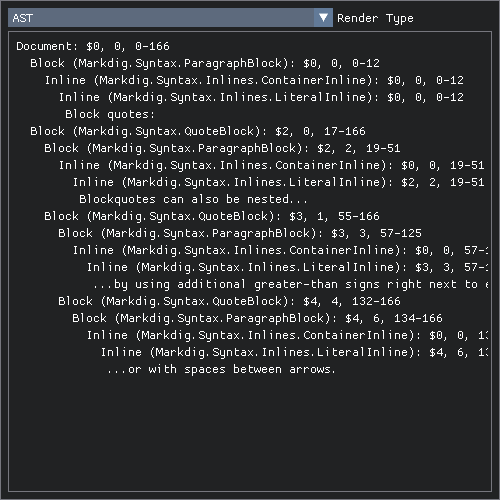 AST ▼ Render Type
Document: $0, 0, 0-166
Block (Markdig.Syntax.ParagraphBlock): $0, 0, 0-12
Inline (Markdig.Syntax.Inlines.ContainerInline): $0, 0, 0-12
Inline (Markdig.Syntax.Inlines.LiteralInline): $0, 0, 0-12
Block quotes:
Block (Markdig.Syntax.QuoteBlock): $2, 0, 17-166
Block (Markdig.Syntax.ParagraphBlock): $2, 2, 19-51
Inline (Markdig.Syntax.Inlines.ContainerInline): $0, 0, 19-51
Inline (Markdig.Syntax.Inlines.LiteralInline): $2, 2, 19-51
Blockquotes can also be nested...
Block (Markdig.Syntax.QuoteBlock): $3, 1, 55-166
Block (Markdig.Syntax.ParagraphBlock): $3, 3, 57-125
Inline (Markdig.Syntax.Inlines.ContainerInline): $0, 0, 57-1
Inline (Markdig.Syntax.Inlines.LiteralInline): $3, 3, 57-1
...by using additional greater-than signs right next to
Block (Markdig.Syntax.QuoteBlock): $4, 4, 132-166
Block (Markdig.Syntax.ParagraphBlock): $4, 6, 134-166
Inline (Markdig.Syntax.Inlines.ContainerInline): $0, 0, 13
Inline (Markdig.Syntax.Inlines.LiteralInline): $4, 6, 13
...or with spaces between arrows.